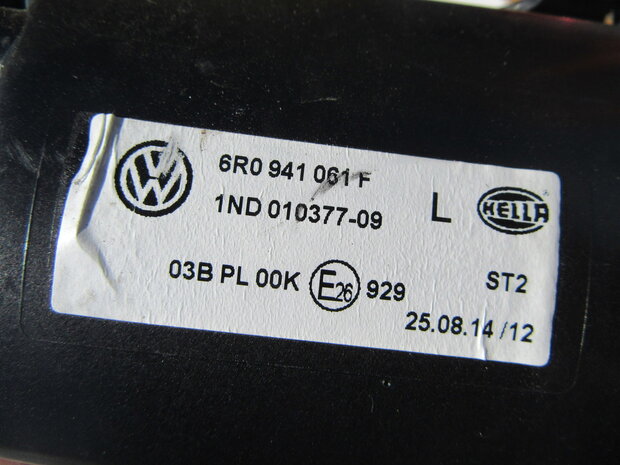 VW
6R0 941 061 F
1ND 010377-09
L
HELLA
03B PL 00K E26 929
ST2
25.08.14/12